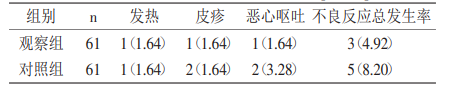 组别 n 发热 皮疹 恶心呕吐 不良反应总发生率
观察组 61 1(1.64) 1(1.64) 1(1.64) 3(4.92)
对照组 61 1(1.64) 2(1.64) 2(3.28) 5(8.20)